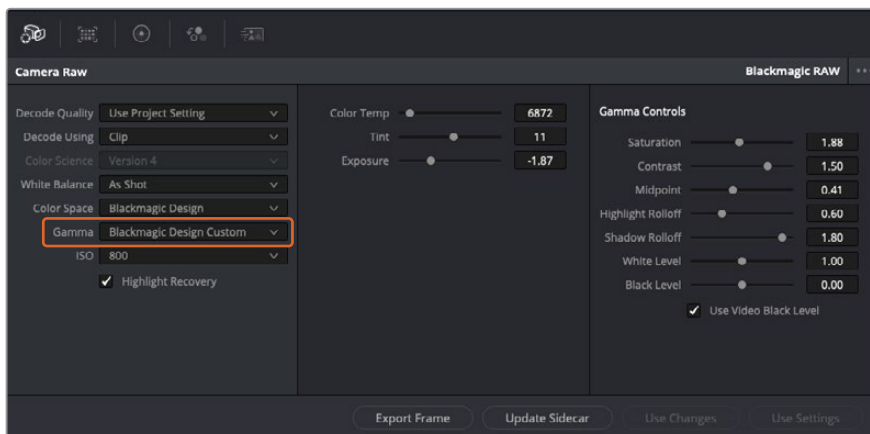 Camera Raw
Blackmagic RAW
Decode Quality Use Project Setting
Decode Using Clip
Color Science Version 4
White Balance As Shot
Color Space Blackmagic Design
Gamma Blackmagic Design Custom
ISO 800
Highlight Recovery
Color Temp 6872
Tint 11
Exposure -1.87
Gamma Controls
Saturation 1.88
Contrast 1.50
Midpoint 0.41
Highlight Rolloff 0.60
Shadow Rolloff 1.80
White Level 1.00
Black Level 0.00
Use Video Black Level
Export Frame
Update Sidecar
Use Changes
Use Settings